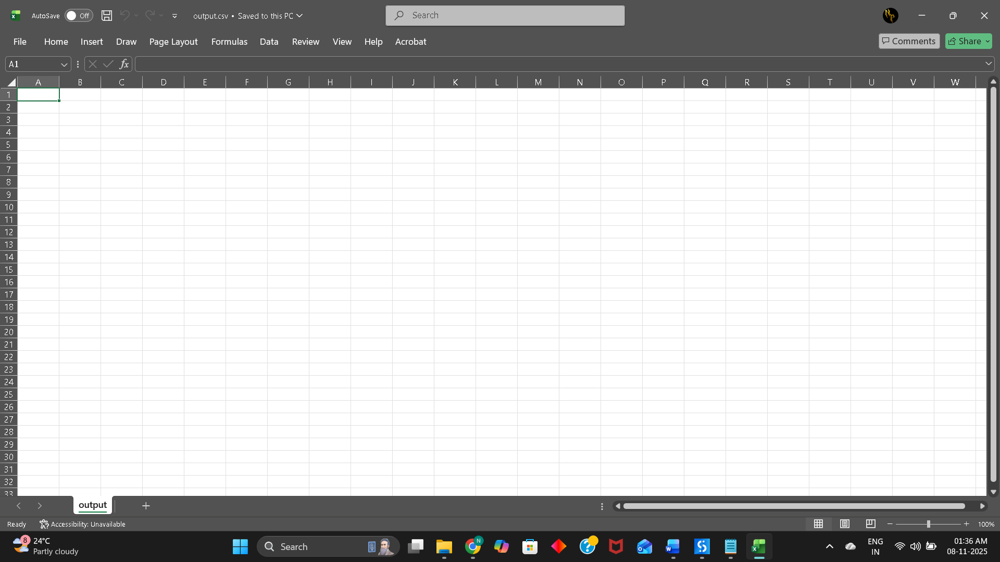 AutoSave Off output.csv • Saved to this PC Search
File Home Insert Draw Page Layout Formulas Data Review View Help Acrobat Comments Share
A1 fx
A B C D E F G H I J K L M N O P Q R S T U V W
1
2
3
4
5
6
7
8
9
10
11
12
13
14
15
16
17
18
19
20
21
22
23
24
25
26
27
28
29
30
31
32
33
output
Ready Accessibility: Unavailable 100%
8 24°C
Partly cloudy
Search
N
ENG
IN
01:36 AM
08-11-2025